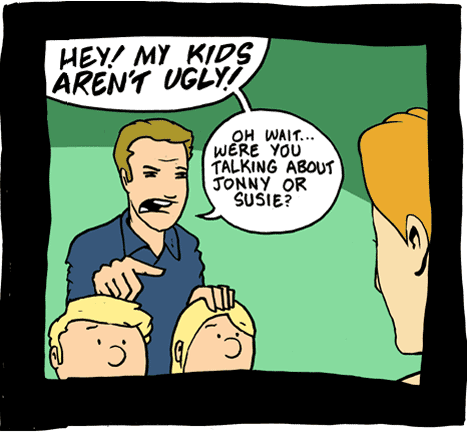 HEY! MY KIDS
AREN'T UGLY!
OH WAIT...
WERE YOU
TALKING ABOUT
JONNY OR
SUSIE?